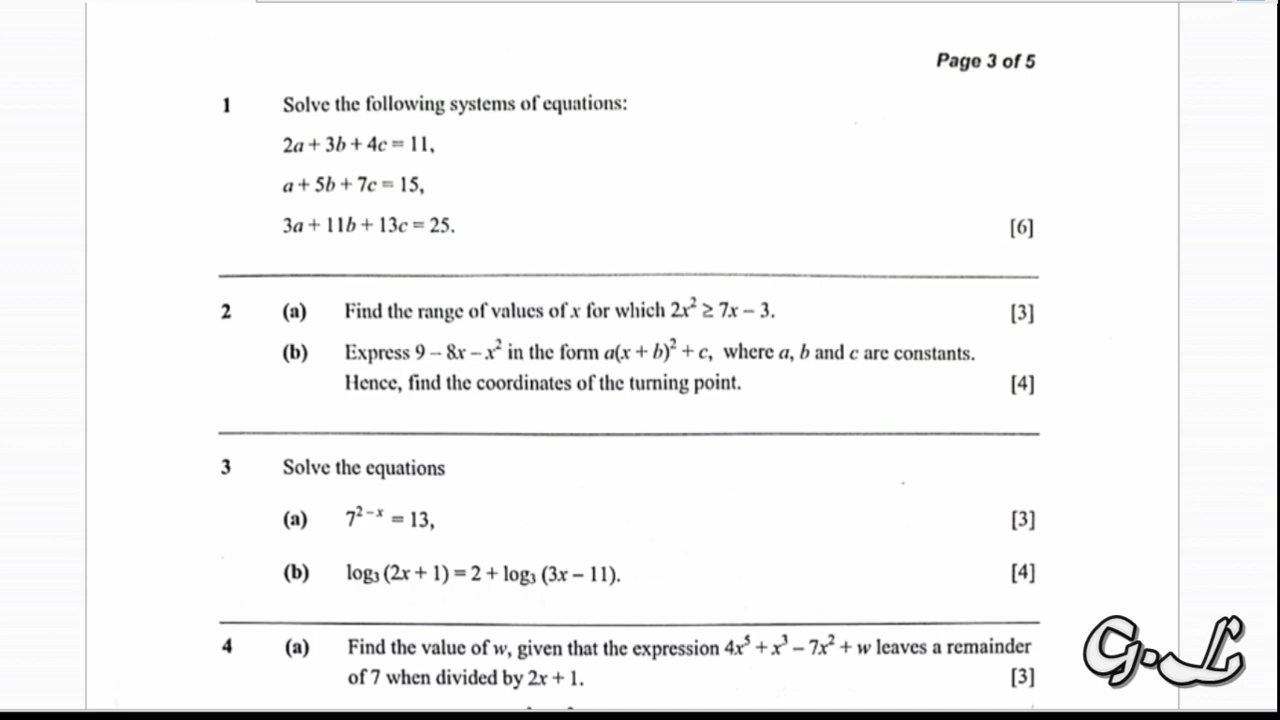 Page 3 of 5
1 Solve the following systems of equations:
2a + 3b + 4c = 11,
a + 5b + 7c = 15,
3a + 11b + 13c = 25. [6]
2 (a) Find the range of values of x for which 2x² ≥ 7x – 3. [3]
(b) Express 9 – 8x – x² in the form a(x + b)² + c, where a, b and c are constants.
Hence, find the coordinates of the turning point. [4]
3 Solve the equations
(a) 7²⁻ˣ = 13, [3]
(b) log₃ (2x + 1) = 2 + log₃ (3x – 11). [4]
4 (a) Find the value of w, given that the expression 4x⁵ + x³ – 7x² + w leaves a remainder
of 7 when divided by 2x + 1. [3]